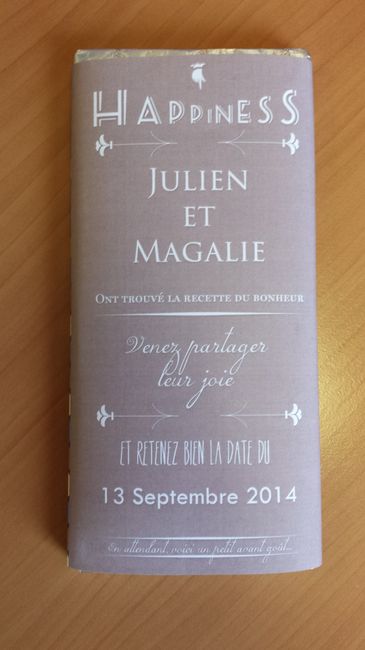 HAPPINESS
JULIEN
ET
MAGALIE
ONT TROUVÉ LA RECETTE DU BONHEUR
Venez partager
leur joie
ET RETENEZ BIEN LA DATE DU
13 Septembre 2014
En attendant, voici un petit avant goût...